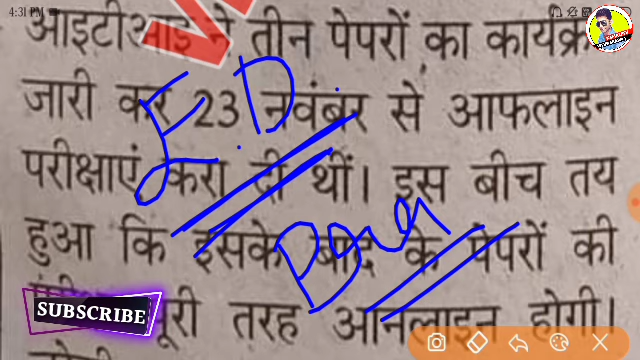 4:31 PM
आइटीआइ ने तीन पेपरों का कार्यक्र
जारी कर 23 नवंबर से आफलाइन
E.D.
परीक्षाएं करा दी थीं। इस बीच तय
हुआ कि इसके बाद के पेपरों की
पूरी तरह आनलाइन होगी।
SUBSCRIBE